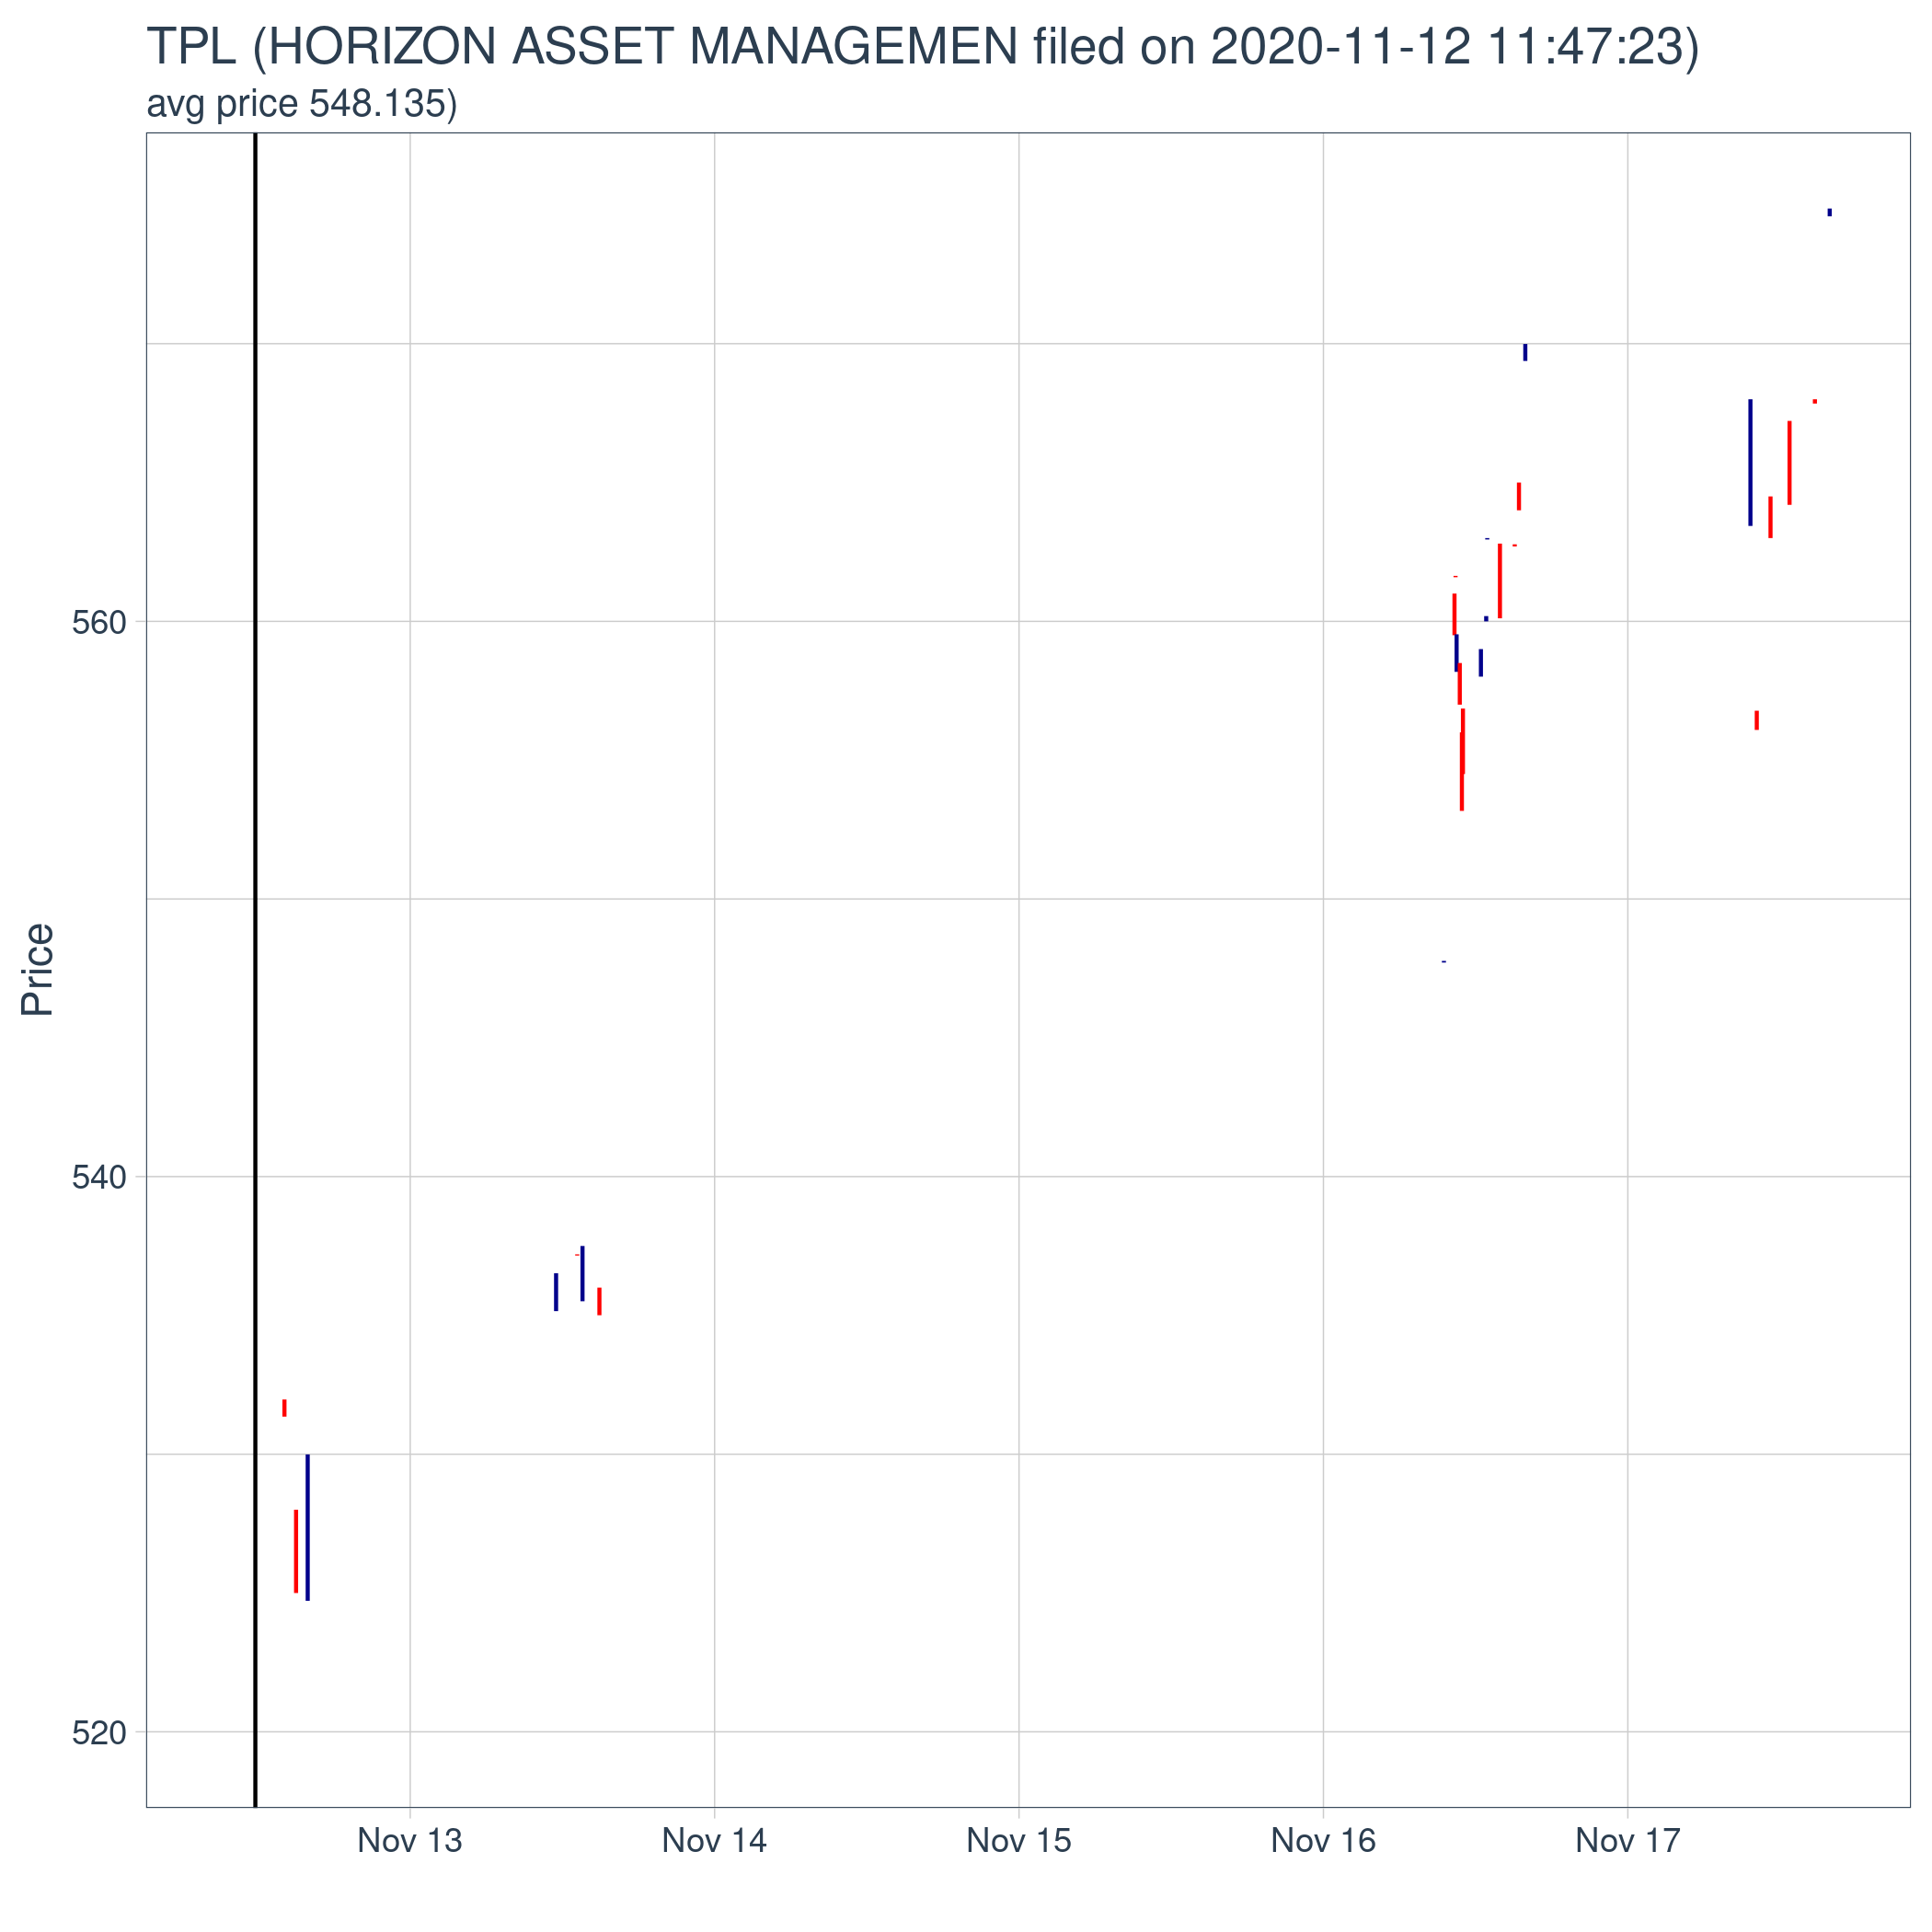 TPL (HORIZON ASSET MANAGEMEN filed on 2020-11-12 11:47:23)
avg price 548.135)
Price
560
540
520
Nov 13
Nov 14
Nov 15
Nov 16
Nov 17